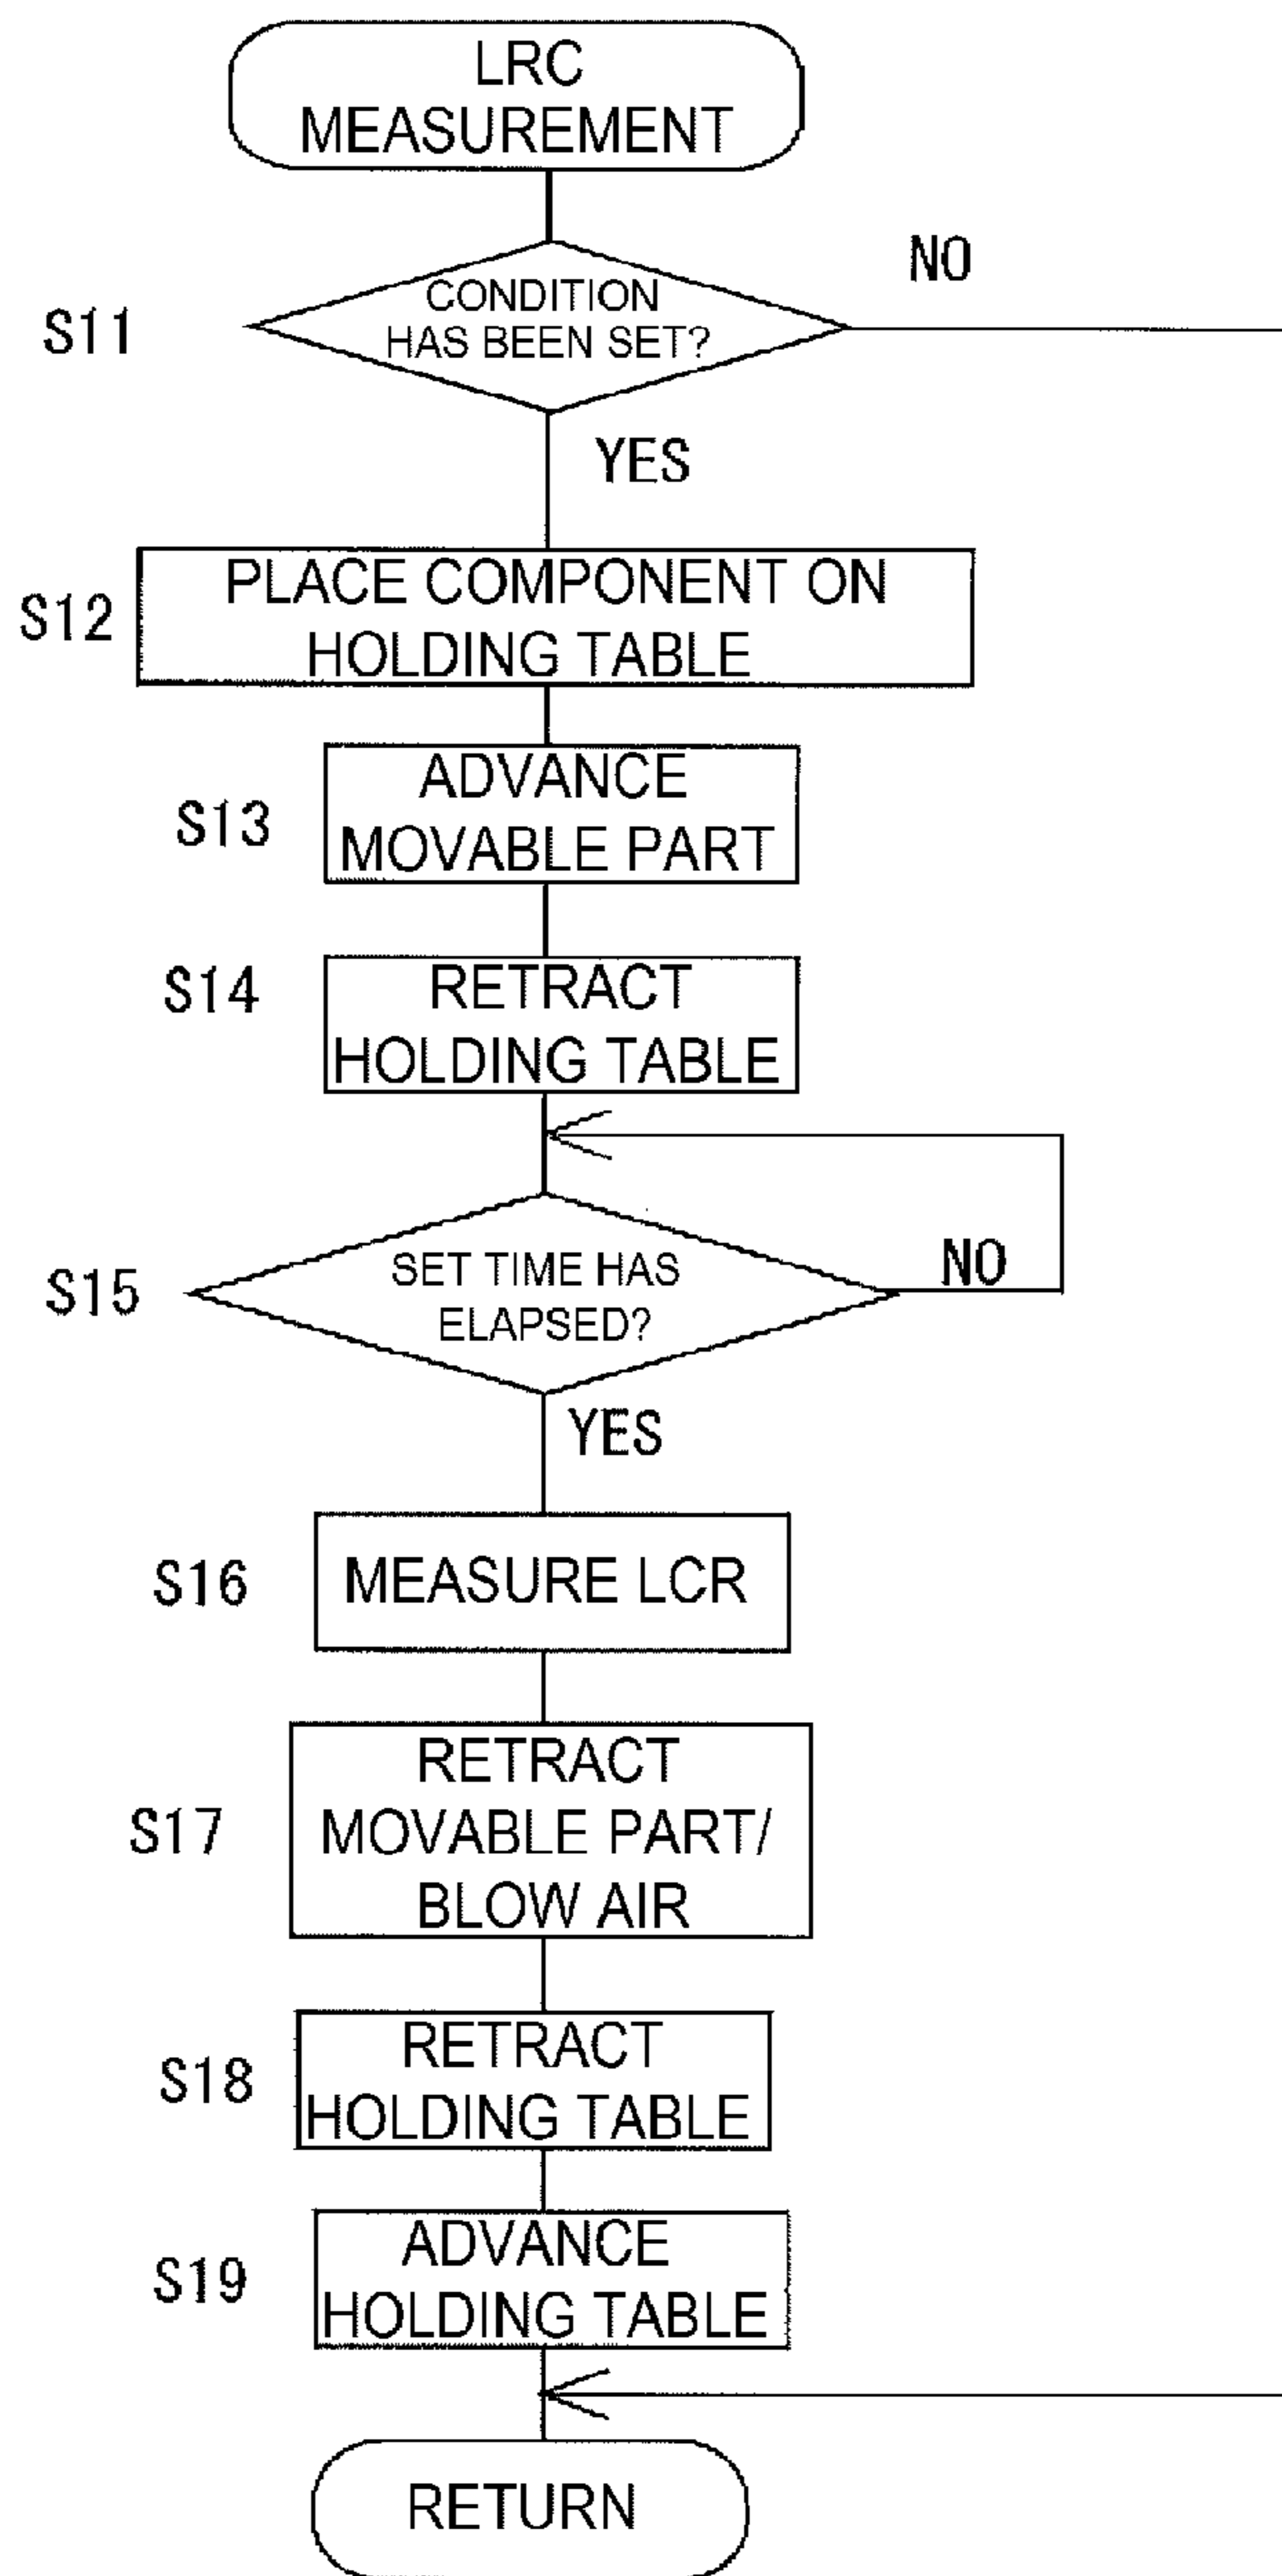 LRC
MEASUREMENT
NO
CONDITION
S11
HAS BEEN SET?
YES
PLACE COMPONENT ON
S12
HOLDING TABLE
ADVANCE
S13
MOVABLE PART
S14
RETRACT
HOLDING TABLE
SET TIME HAS
NO
S15
ELAPSED?
YES
S16
MEASURE LCR
RETRACT
S17
MOVABLE PART/
BLOW AIR
RETRACT
S18
HOLDING TABLE
ADVANCE
S19
HOLDING TABLE
RETURN